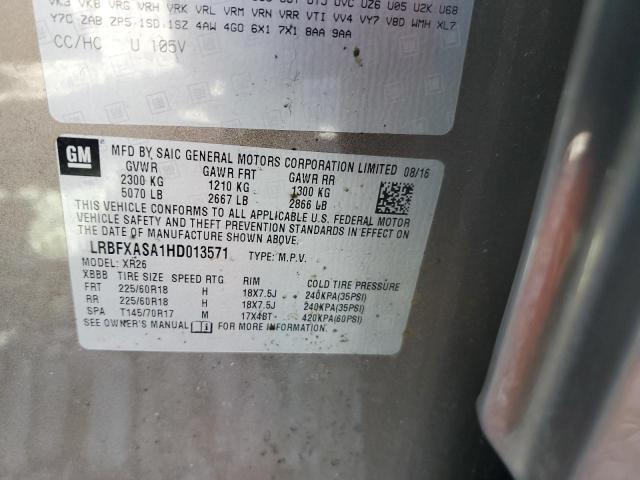 VK3 VKB VRG VRH VRK VRL VRM VRN VRR VTI VV4 VY7 V8D WMH XL7
Y7C ZAB ZP5 1SD 1SZ 4AW 4G0 6X1 7X1 8AA 9AA
CC/HC U 105V
GM
MFD BY SAIC GENERAL MOTORS CORPORATION LIMITED 08/16
GVWR GAWR FRT GAWR RR
2300 KG 1210 KG 1300 KG
5070 LB 2667 LB 2866 LB
THIS VEHICLE CONFORMS TO ALL APPLICABLE U.S. FEDERAL MOTOR
VEHICLE SAFETY AND THEFT PREVENTION STANDARDS IN EFFECT ON
THE DATE OF MANUFACTURE SHOWN ABOVE.
LRBFXASA1HD013571 TYPE: M.P.V.
MODEL: XR26
XBBB TIRE SIZE SPEED RTG RIM COLD TIRE PRESSURE
FRT 225/60R18 H 18X7.5J 240KPA(35PSI)
RR 225/60R18 H 18X7.5J 240KPA(35PSI)
SPA T145/70R17 M 17X4BT 420KPA(60PSI)
SEE OWNER'S MANUAL FOR MORE INFORMATION.